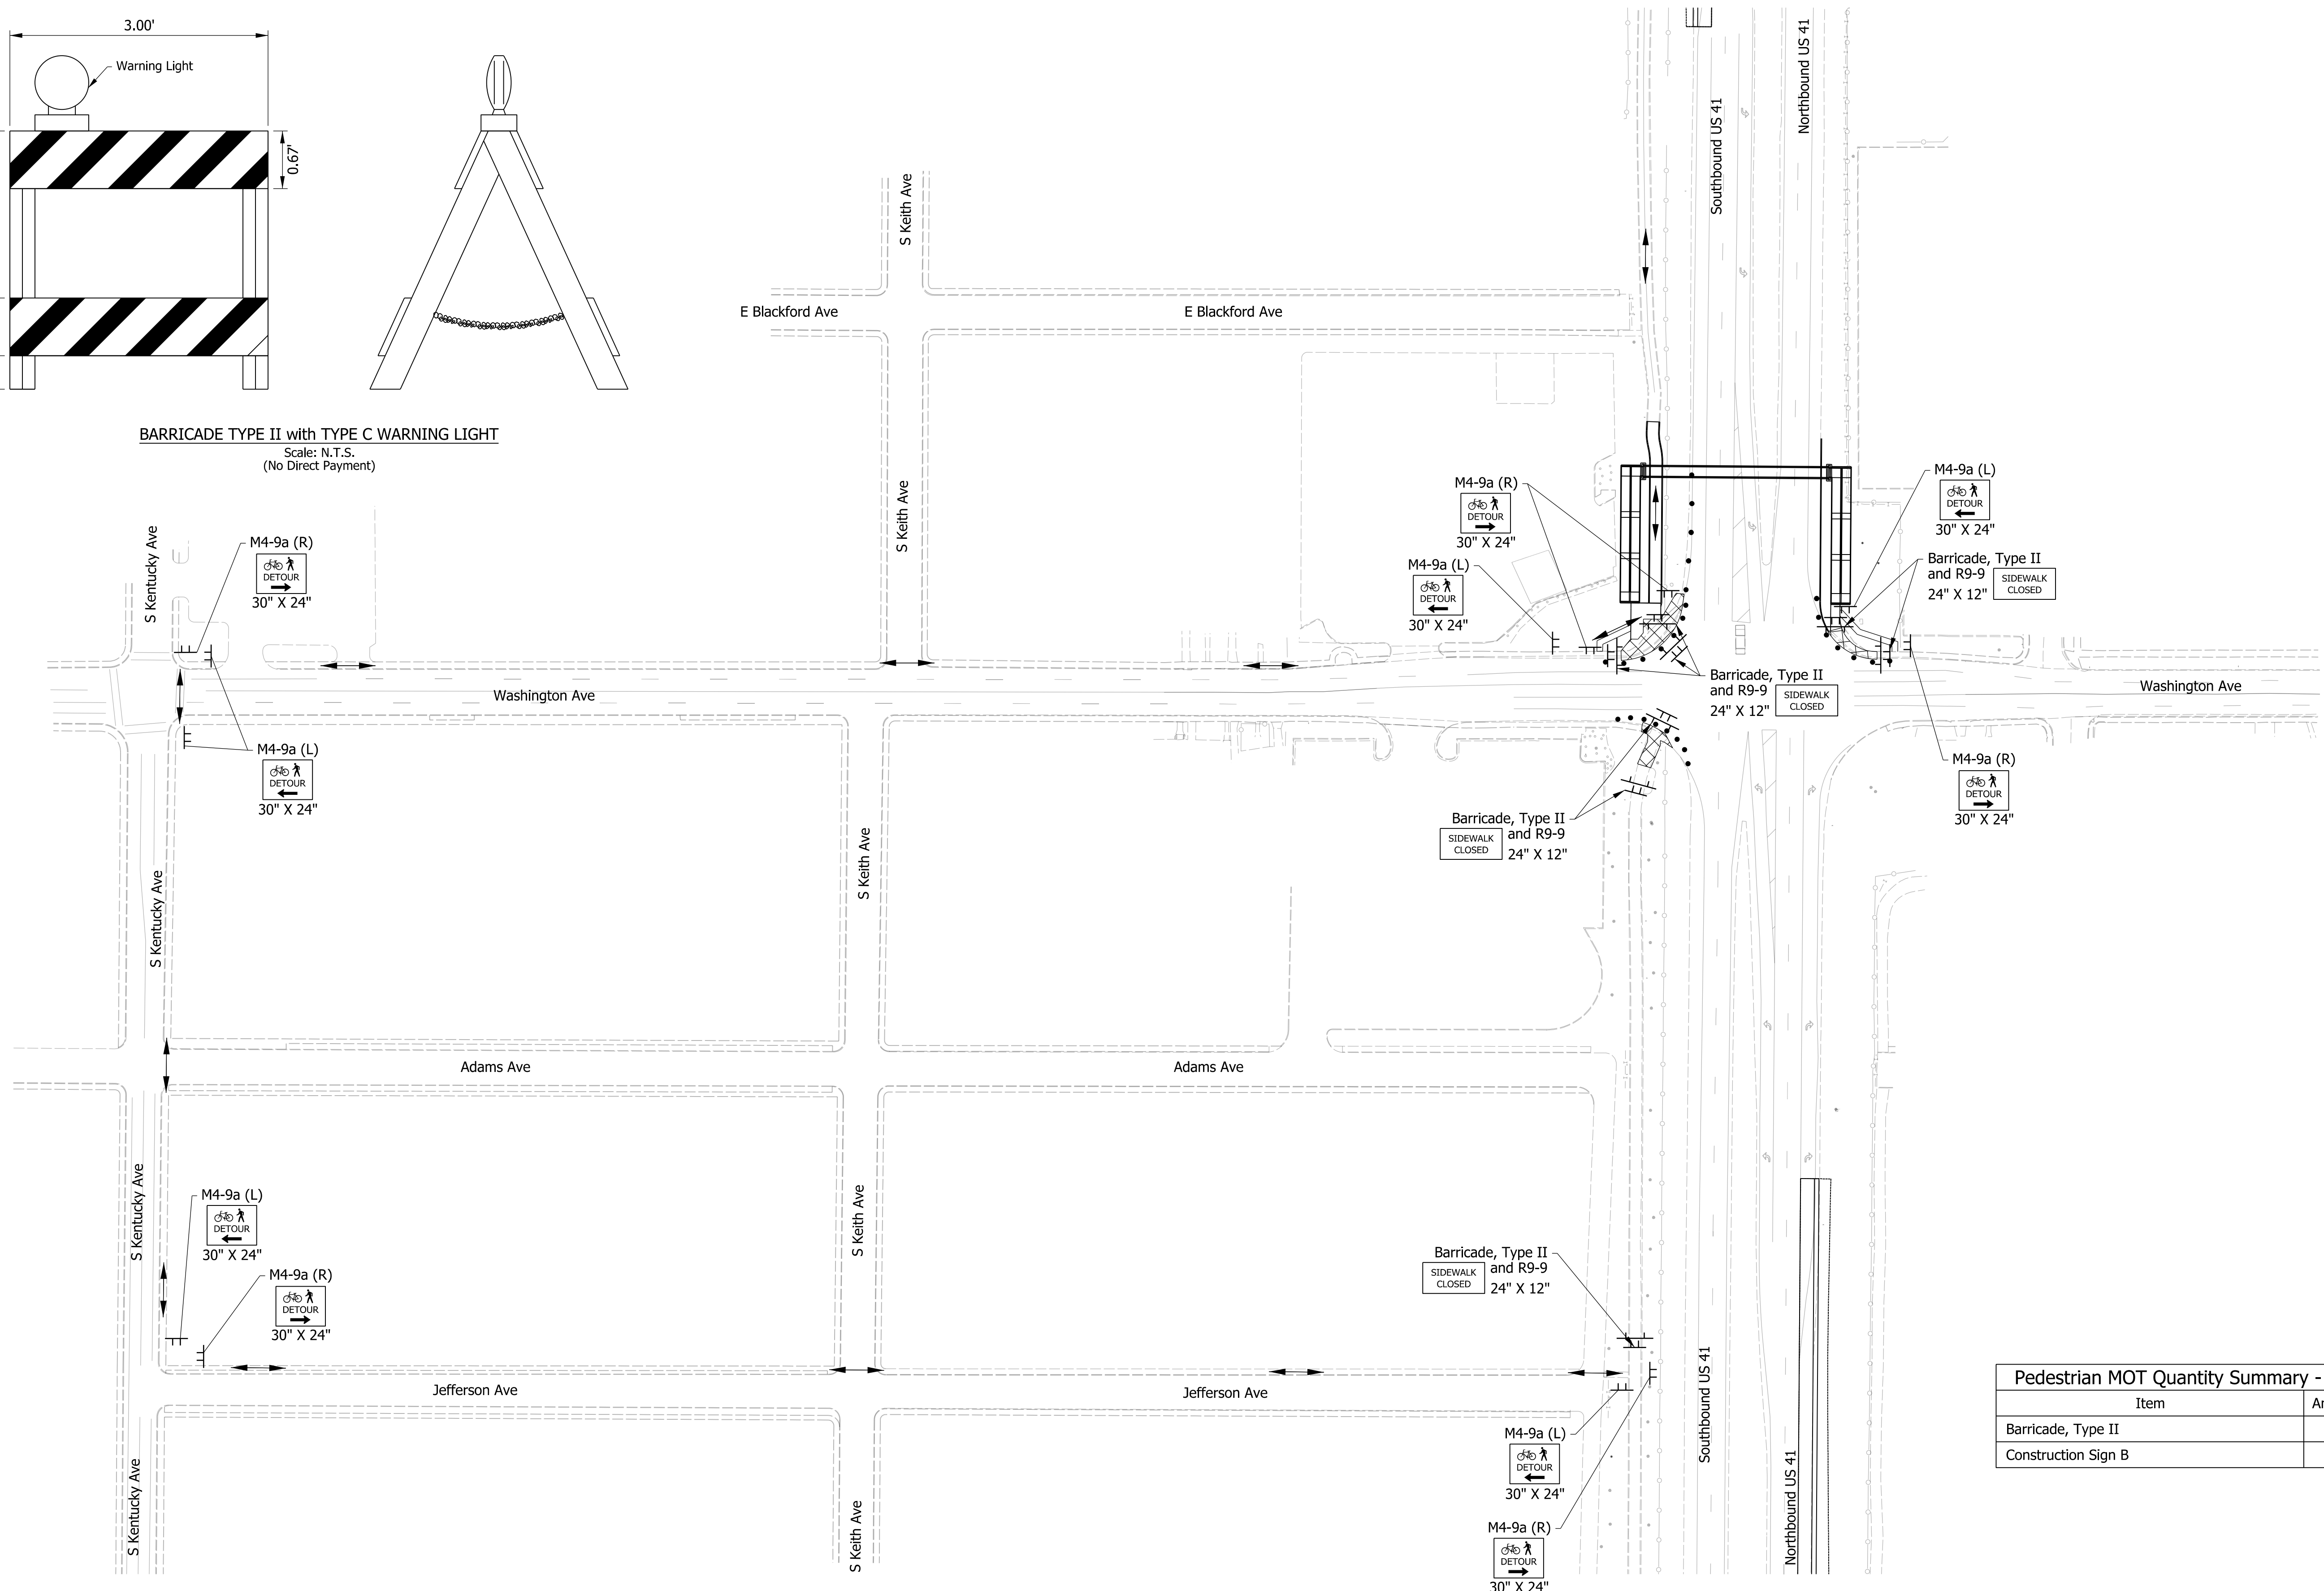 3.00'
Warning Light
0.67'
BARRICADE TYPE II with TYPE C WARNING LIGHT
Scale: N.T.S.
(No Direct Payment)
S Keith Ave
E Blackford Ave
E Blackford Ave
S Keith Ave
Southbound US 41
Northbound US 41
S Kentucky Ave
M4-9a (R)
DETOUR
30" X 24"
M4-9a (R)
DETOUR
30" X 24"
M4-9a (L)
DETOUR
30" X 24"
M4-9a (L)
DETOUR
30" X 24"
Barricade, Type II
and R9-9
24" X 12"
SIDEWALK
CLOSED
Washington Ave
Barricade, Type II
and R9-9
24" X 12"
SIDEWALK
CLOSED
Washington Ave
M4-9a (L)
DETOUR
30" X 24"
M4-9a (R)
DETOUR
30" X 24"
Barricade, Type II
and R9-9
24" X 12"
SIDEWALK
CLOSED
S Kentucky Ave
S Keith Ave
Adams Ave
Adams Ave
S Kentucky Ave
M4-9a (L)
DETOUR
30" X 24"
M4-9a (R)
DETOUR
30" X 24"
S Keith Ave
Barricade, Type II
and R9-9
24" X 12"
SIDEWALK
CLOSED
Jefferson Ave
Jefferson Ave
Southbound US 41
Northbound US 41
S Kentucky Ave
S Keith Ave
M4-9a (L)
DETOUR
30" X 24"
M4-9a (R)
DETOUR
30" X 24"
Pedestrian MOT Quantity Summary -
Item
Barricade, Type II
Construction Sign B